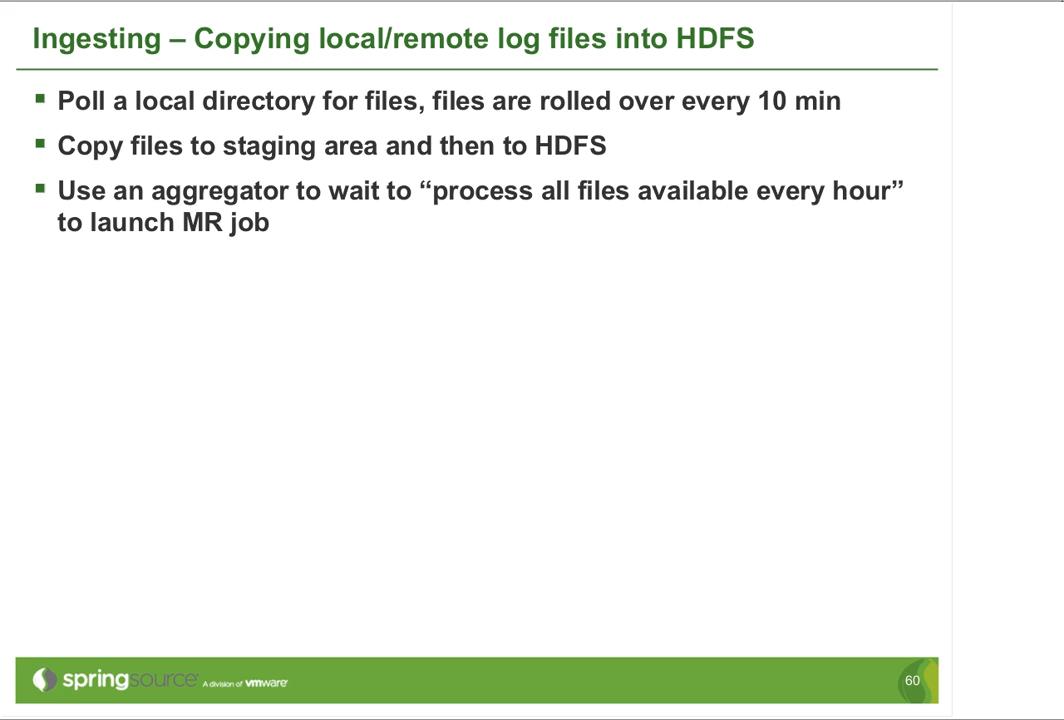 Ingesting – Copying local/remote log files into HDFS
▪ Poll a local directory for files, files are rolled over every 10 min
▪ Copy files to staging area and then to HDFS
▪ Use an aggregator to wait to “process all files available every hour”
to launch MR job
springsource A division of vmware
60